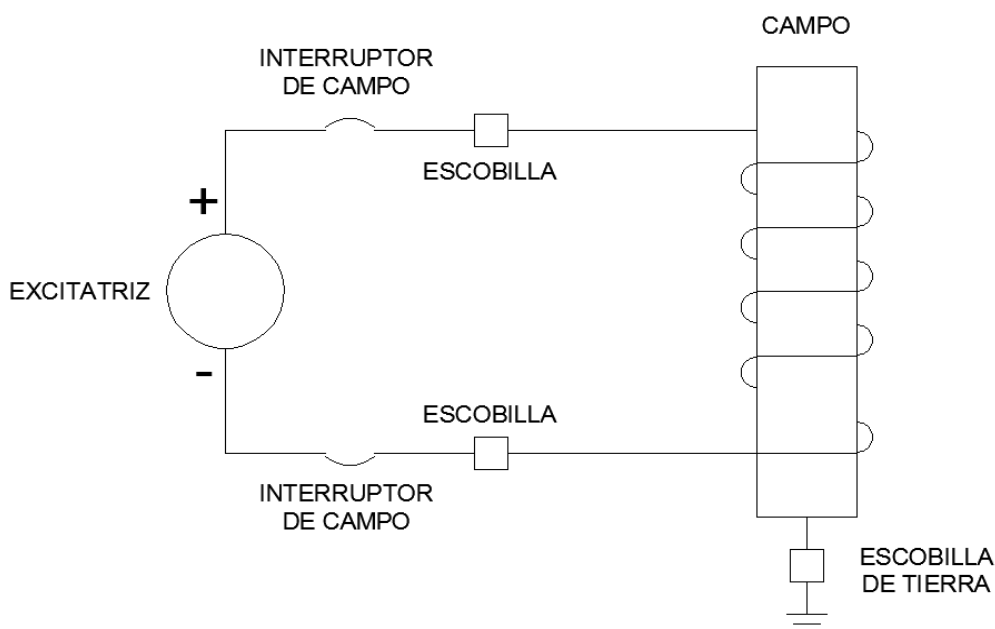 CAMPO
INTERRUPTOR
DE CAMPO
ESCOBILLA
+
EXCITATRIZ
-
ESCOBILLA
INTERRUPTOR
DE CAMPO
ESCOBILLA
DE TIERRA